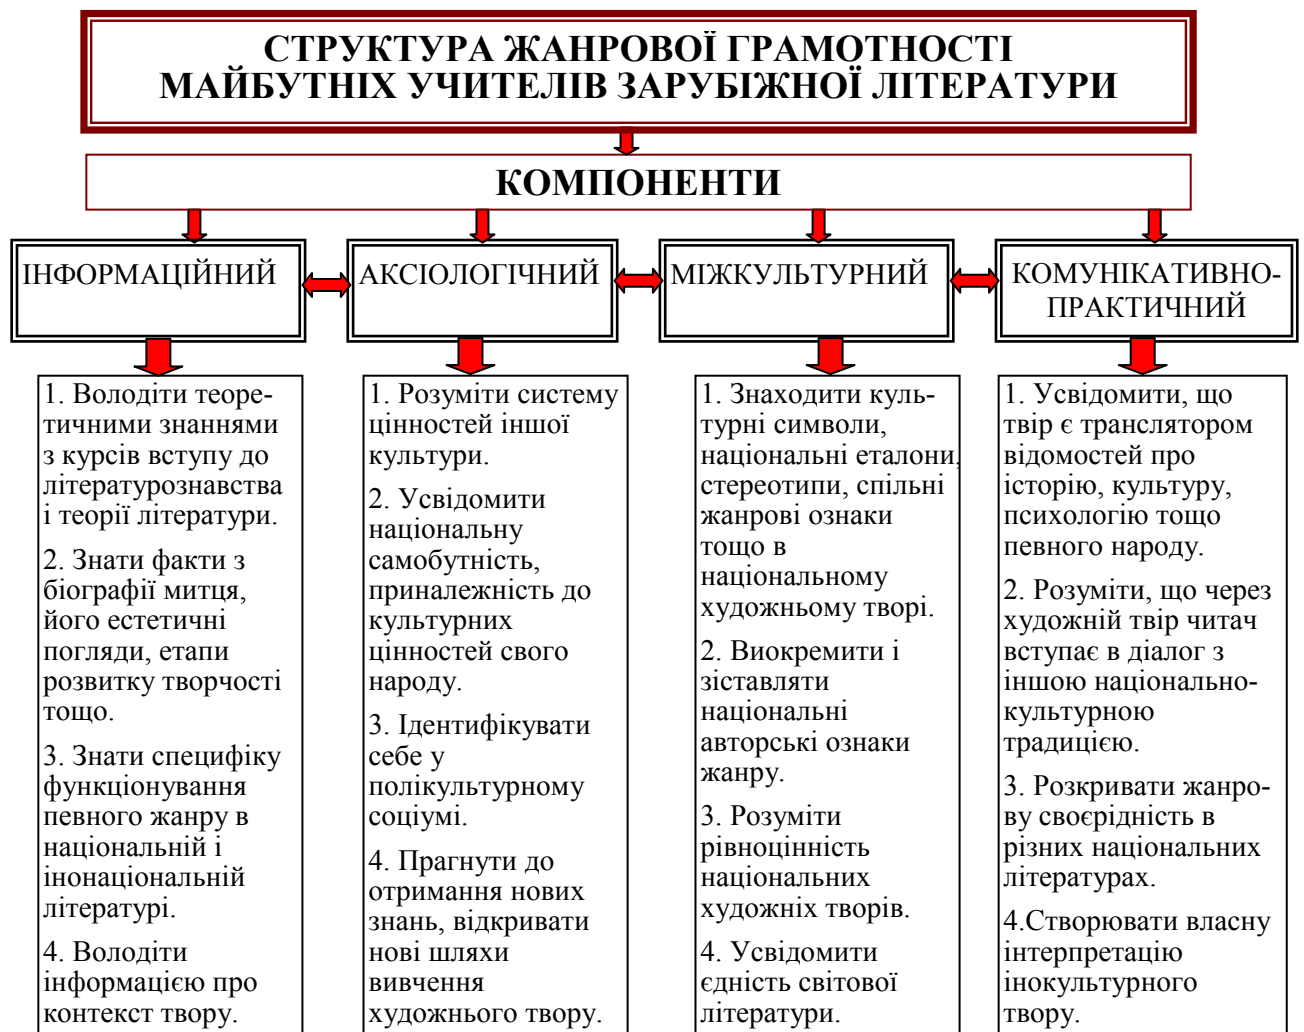 СТРУКТУРА ЖАНРОВОЇ ГРАМОТНОСТІ
МАЙБУТНІХ УЧИТЕЛІВ ЗАРУБІЖНОЇ ЛІТЕРАТУРИ
КОМПОНЕНТИ
ІНФОРМАЦІЙНИЙ
АКСІОЛОГІЧНИЙ
МІЖКУЛЬТУРНИЙ
КОМУНІКАТИВНО-
ПРАКТИЧНИЙ
1. Володіти теоре-
тичними знаннями
з курсів вступу до
літературознавства
і теорії літератури.
2. Знати факти з
біографії митця,
його естетичні
погляди, етапи
розвитку творчості
тощо.
3. Знати специфіку
функціонування
певного жанру в
національній і
інонаціональній
літературі.
4. Володіти
інформацією про
контекст твору.
1. Розуміти систему
цінностей іншої
культури.
2. Усвідомити
національну
самобутність,
приналежність до
культурних
цінностей свого
народу.
3. Ідентифікувати
себе у
полікультурному
соціумі.
4. Прагнути до
отримання нових
знань, відкривати
нові шляхи
вивчення
художнього твору.
1. Знаходити куль-
турні символи,
національні еталони,
стереотипи, спільні
жанрові ознаки
тощо в
національному
художньому творі.
2. Виокремити і
зіставляти
національні
авторські ознаки
жанру.
3. Розуміти
рівноцінність
національних
художніх творів.
4. Усвідомити
єдність світової
літератури.
1. Усвідомити, що
твір є транслятором
відомостей про
історію, культуру,
психологію тощо
певного народу.
2. Розуміти, що через
художній твір читач
вступає в діалог з
іншою національно-
культурною
традицією.
3. Розкривати жанро-
ву своєрідність в
різних національних
літературах.
4.Створювати власну
інтерпретацію
інокультурного
твору.